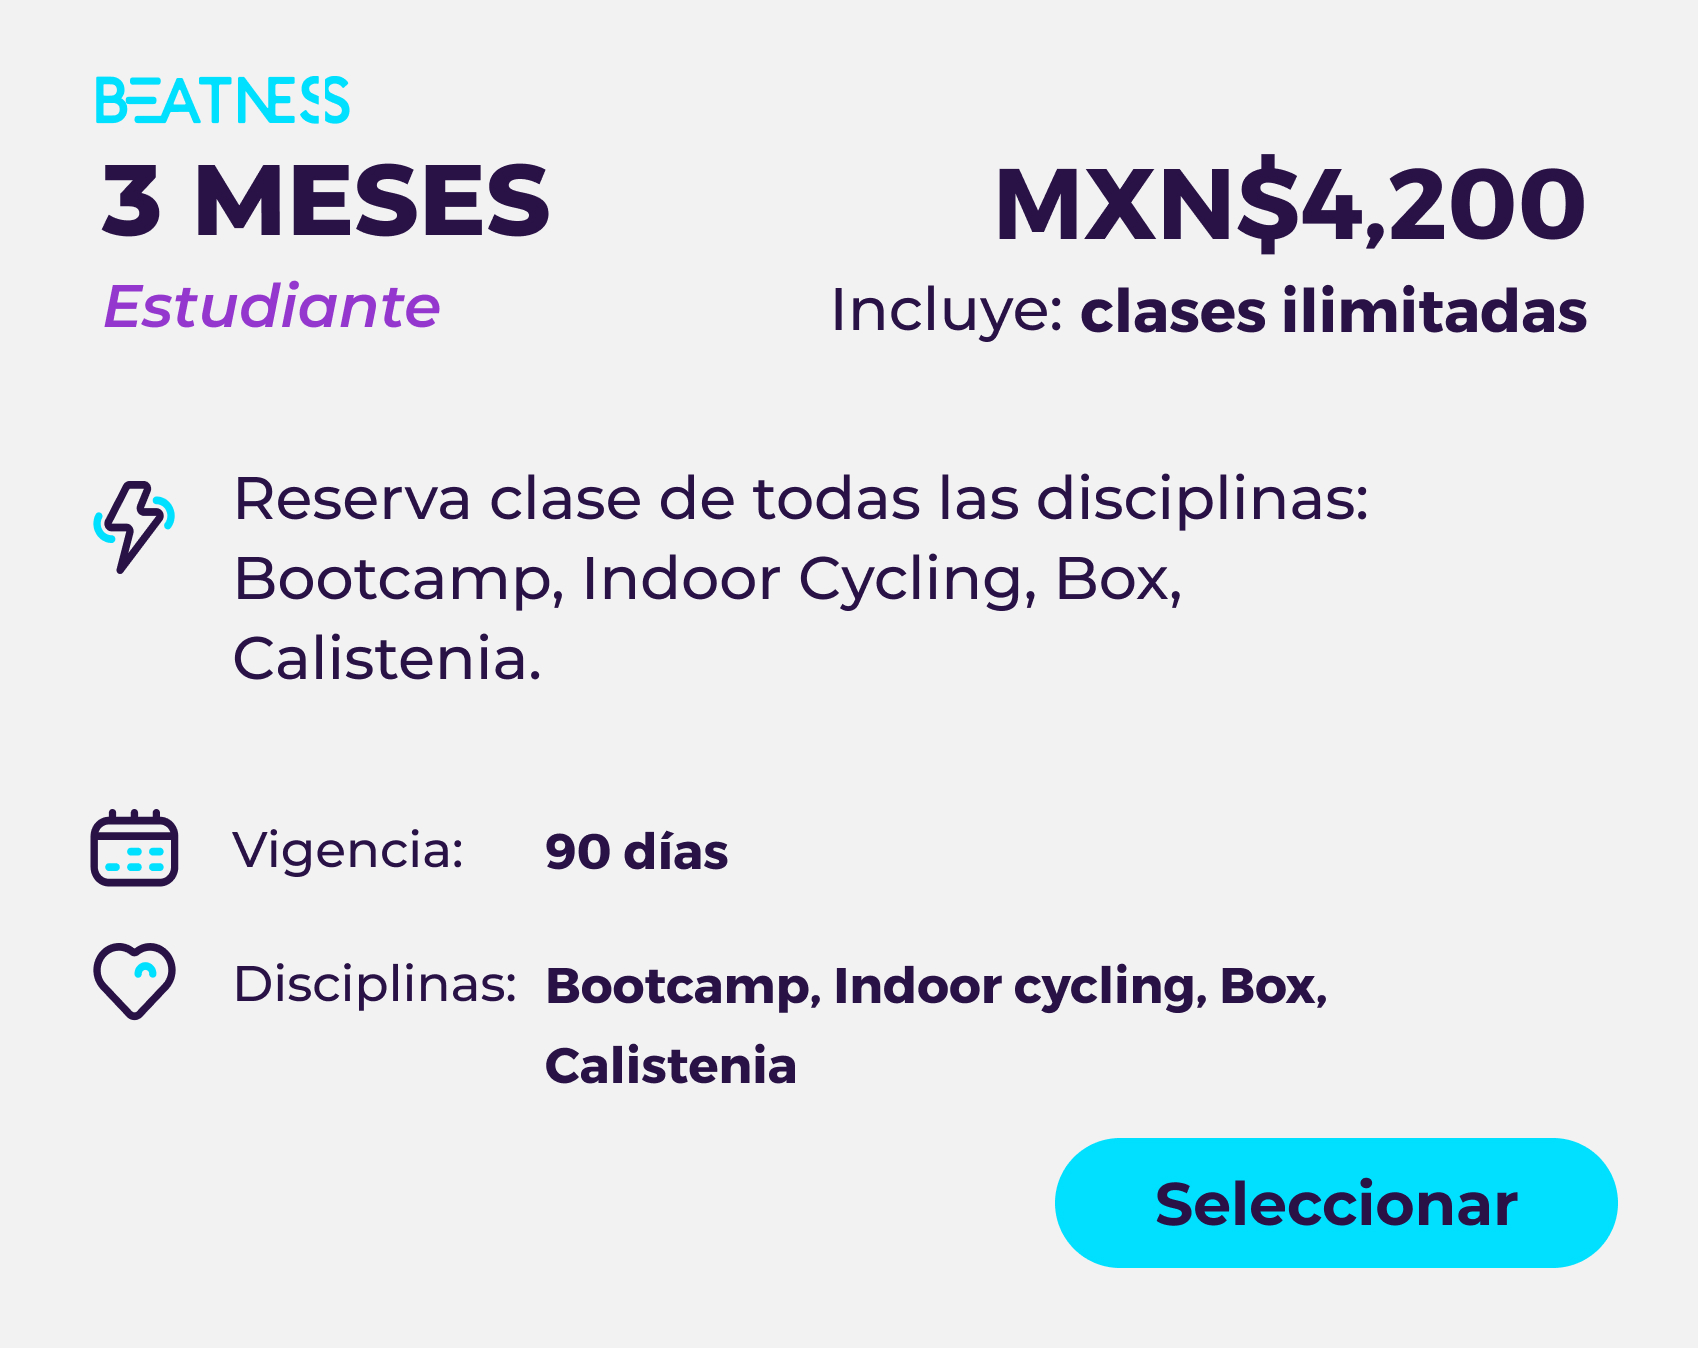 BEATNESS
3 MESES
Estudiante
MXN$4,200
Incluye: clases ilimitadas
Reserva clase de todas las disciplinas:
Bootcamp, Indoor Cycling, Box,
Calistenia.
Vigencia: 90 días
Disciplinas: Bootcamp, Indoor cycling, Box,
Calistenia
Seleccionar